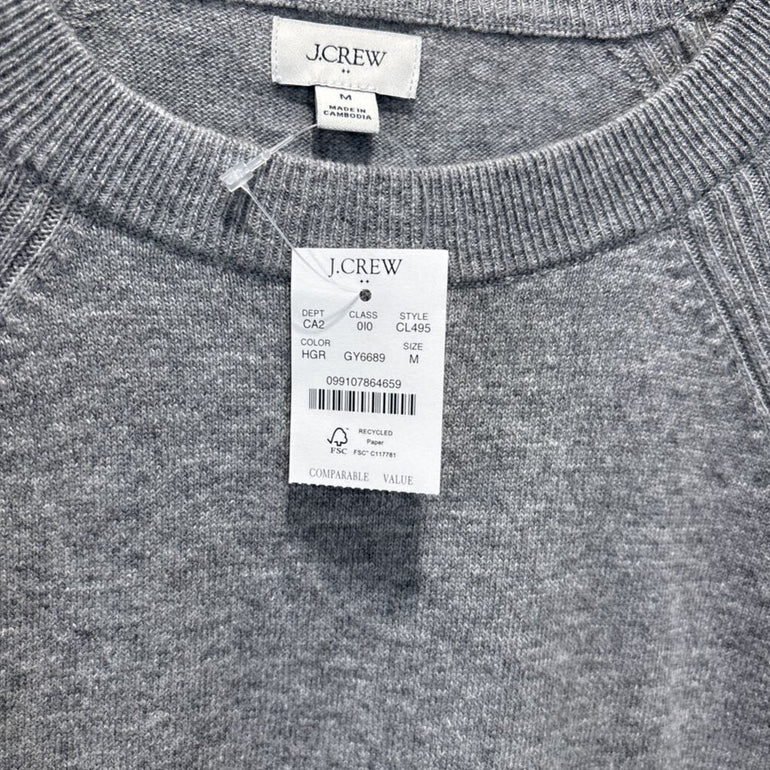 J.CREW
M
MADE IN
CAMBODIA
J.CREW
DEPT CLASS STYLE
CA2 010 CL495
COLOR SIZE
HGR GY6689 M
099107864659
RECYCLED
Paper
FSC FSC™ C117781
COMPARABLE VALUE